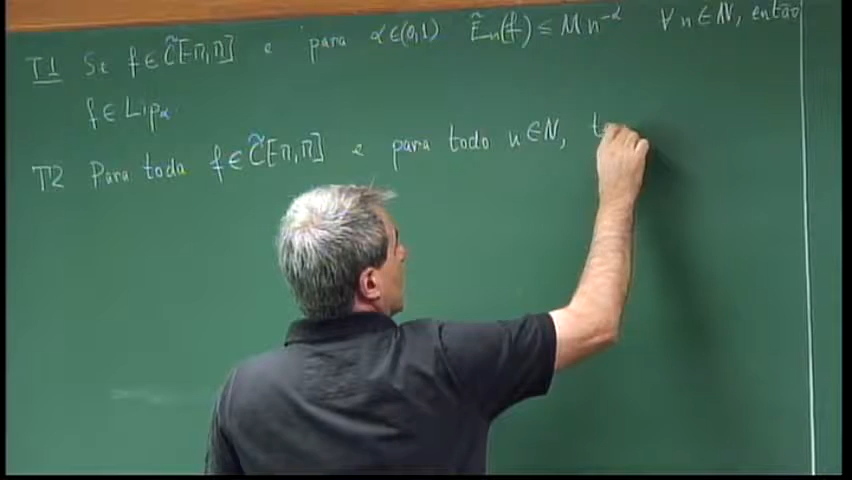 T1 Se f ∈ C̃[-π,π] e para α∈(0,1) Ẽₙ(f) ≤ M n^-α ∀ n ∈ N, então
f ∈ Lip α
T2 Para toda f ∈ C̃[-π,π] e para todo n ∈ N,